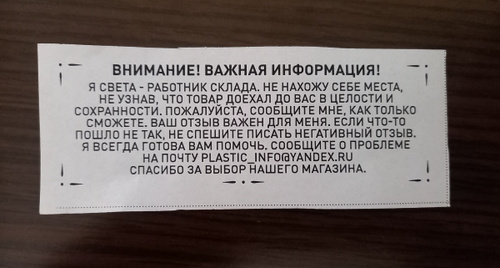 ВНИМАНИЕ! ВАЖНАЯ ИНФОРМАЦИЯ!
Я СВЕТА - РАБОТНИК СКЛАДА. НЕ НАХОЖУ СЕБЕ МЕСТА,
НЕ УЗНАВ, ЧТО ТОВАР ДОЕХАЛ ДО ВАС В ЦЕЛОСТИ И
СОХРАННОСТИ. ПОЖАЛУЙСТА, СООБЩИТЕ МНЕ, КАК ТОЛЬКО
СМОЖЕТЕ. ВАШ ОТЗЫВ ВАЖЕН ДЛЯ МЕНЯ. ЕСЛИ ЧТО-ТО
ПОШЛО НЕ ТАК, НЕ СПЕШИТЕ ПИСАТЬ НЕГАТИВНЫЙ ОТЗЫВ.
Я ВСЕГДА ГОТОВА ВАМ ПОМОЧЬ. СООБЩИТЕ О ПРОБЛЕМЕ
НА ПОЧТУ PLASTIC_INFO@YANDEX.RU
СПАСИБО ЗА ВЫБОР НАШЕГО МАГАЗИНА.